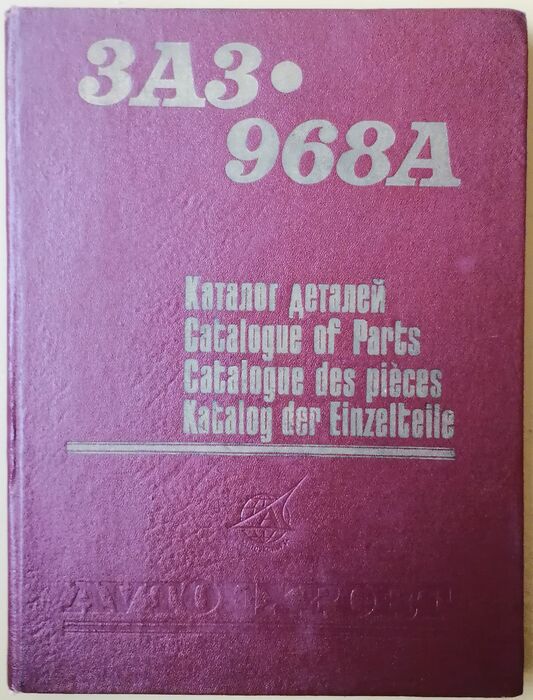 ЗАЗ•
968А
Каталог деталей
Catalogue of Parts
Catalogue des pièces
Katalog der Einzelteile
AVTOEXPORT